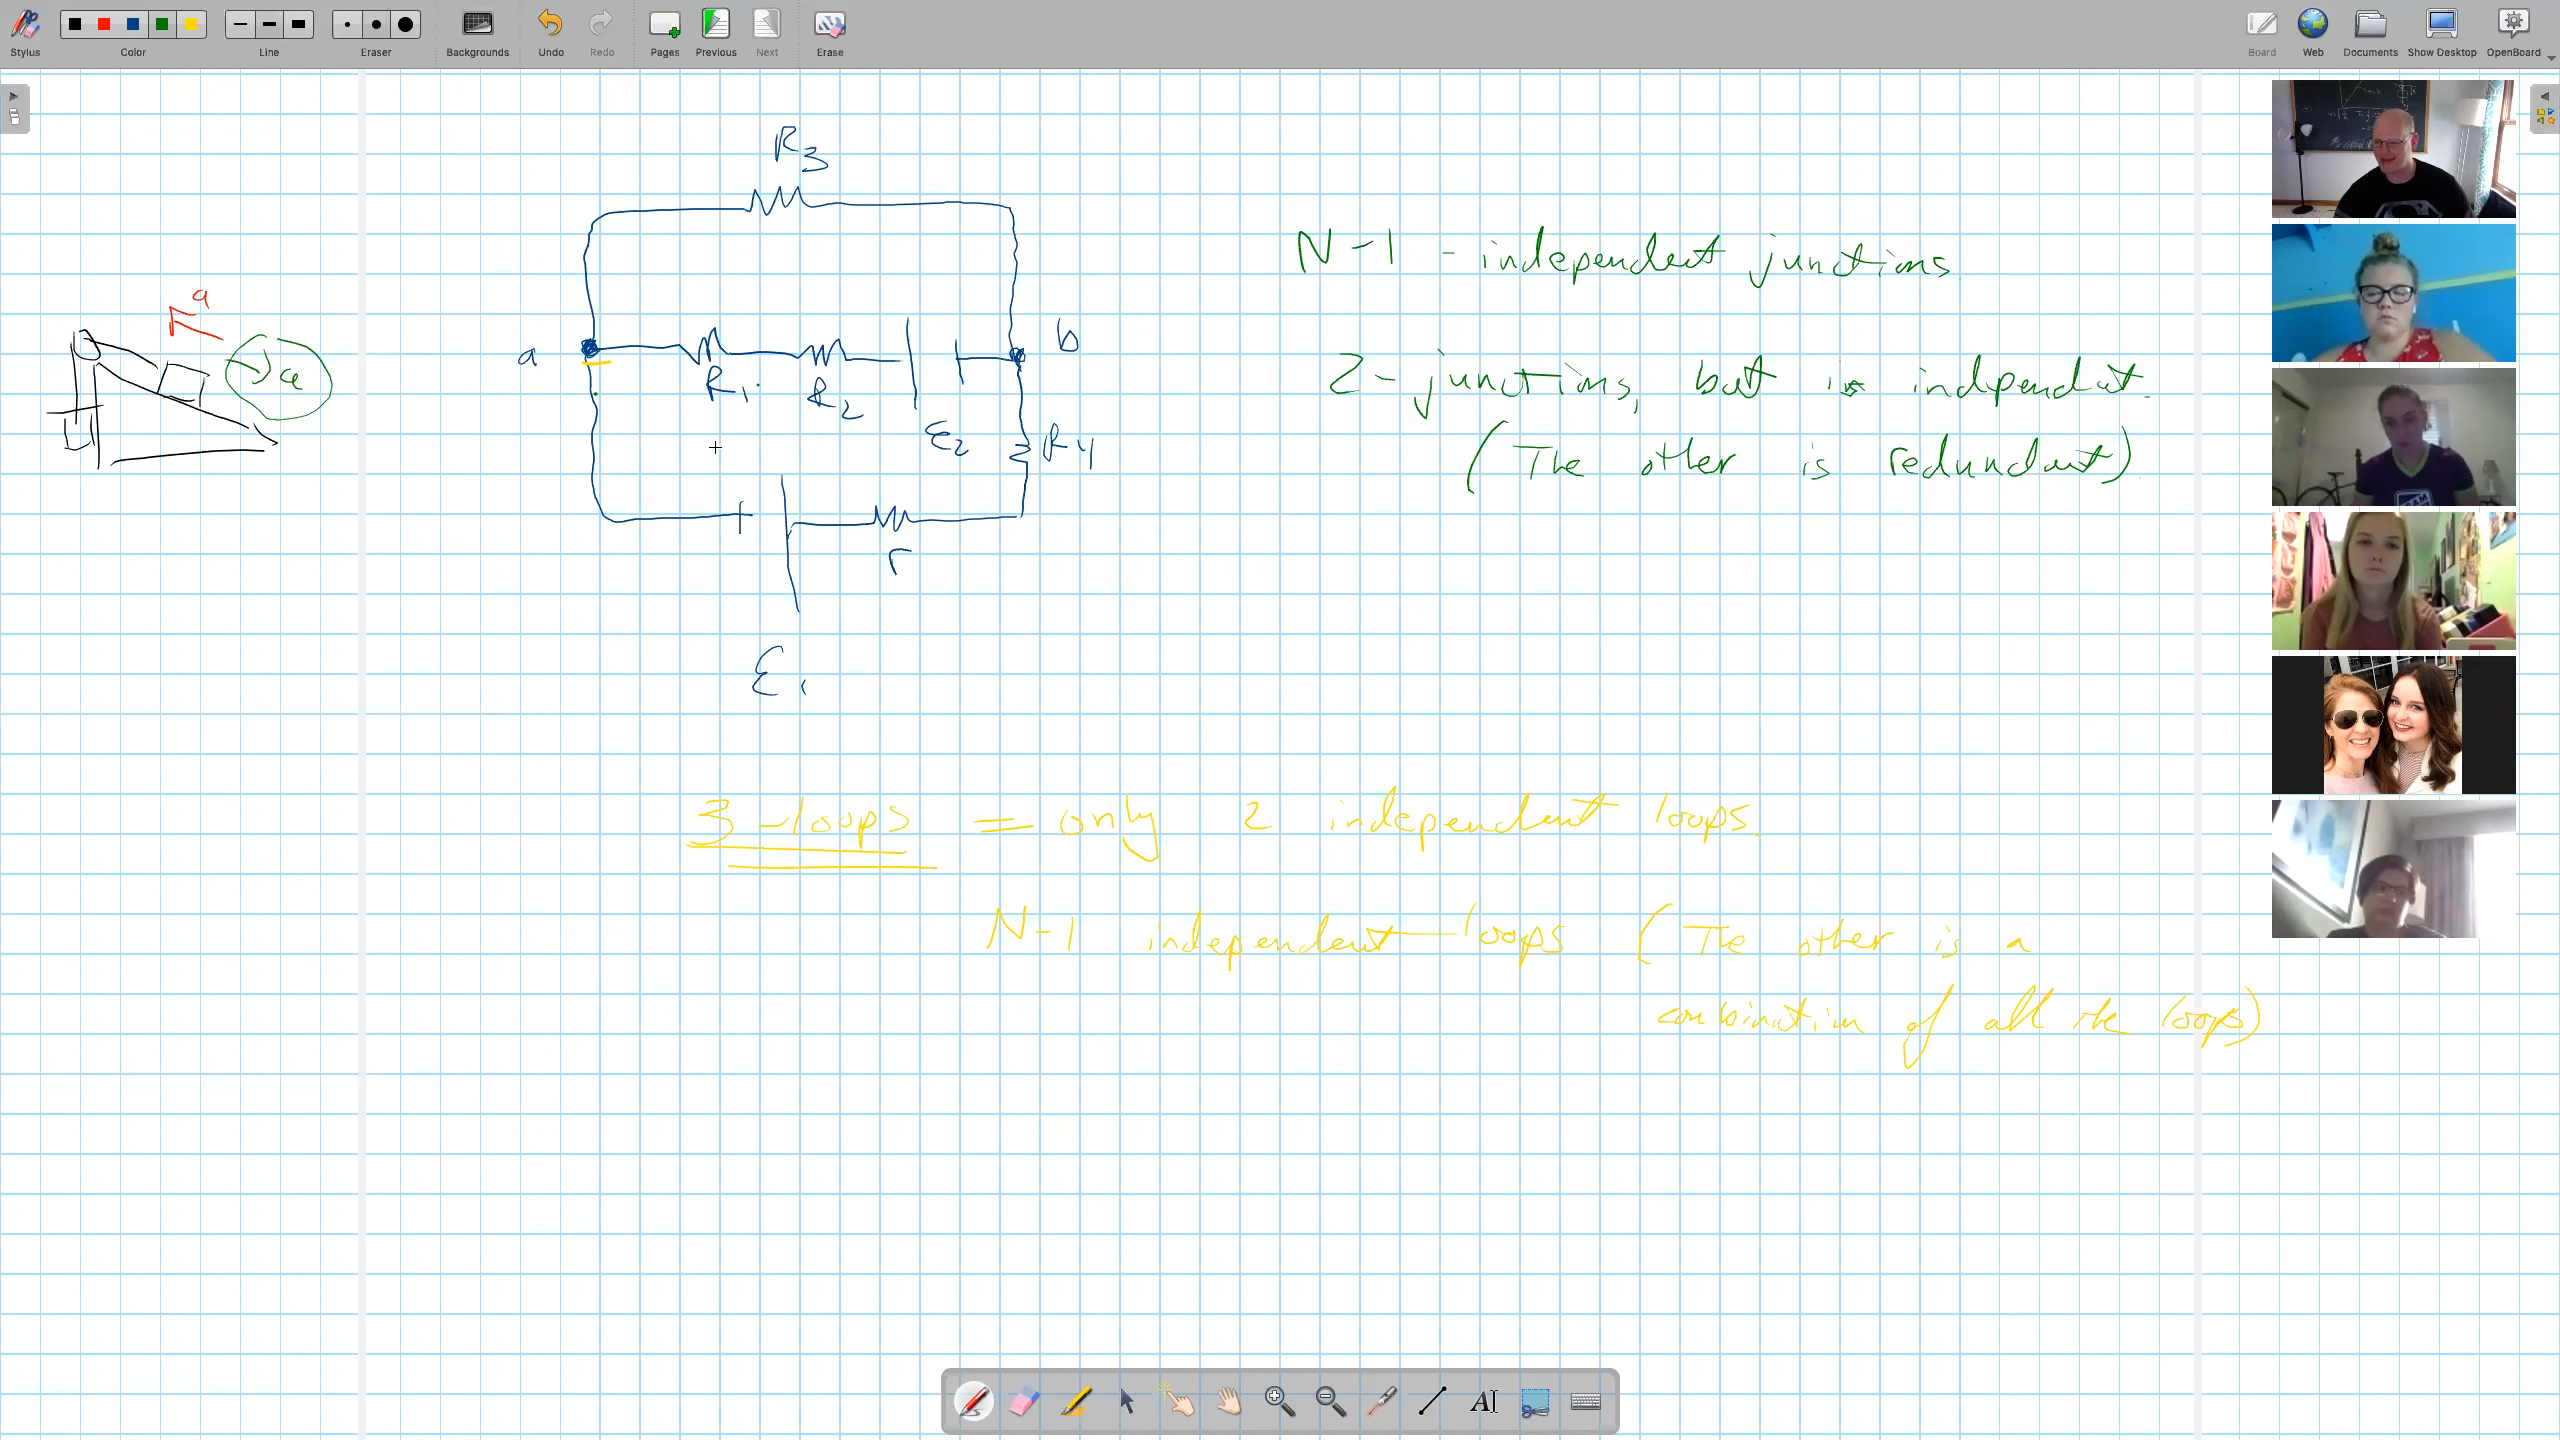 Stylus Color Line Eraser Backgrounds Undo Redo Pages Previous Next Erase Board Web Documents Show Desktop OpenBoard
R3
a
a
a
b
R1 R2
ε2
R4
r
ε1
N-1 - independent junctions
2-junctions, but is independat.
(The other is redundant)
3-loops = only 2 independent loops.
N-1 independent loops (The other is a
combination of all the loops)